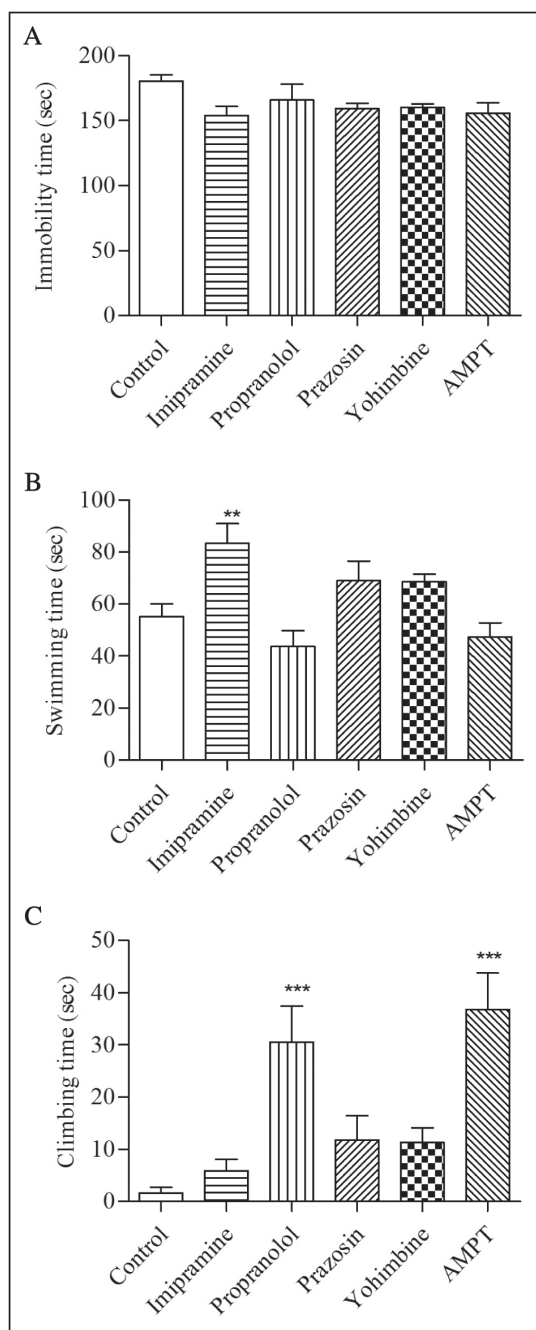 A
Immobility time (sec)
200
150
100
50
0
Control
Imipramine
Propranolol
Prazosin
Yohimbine
AMPT
B
Swimming time (sec)
100
80
60
40
20
0
**
Control
Imipramine
Propranolol
Prazosin
Yohimbine
AMPT
C
Climbing time (sec)
50
40
30
20
10
0
***
***
Control
Imipramine
Propranolol
Prazosin
Yohimbine
AMPT